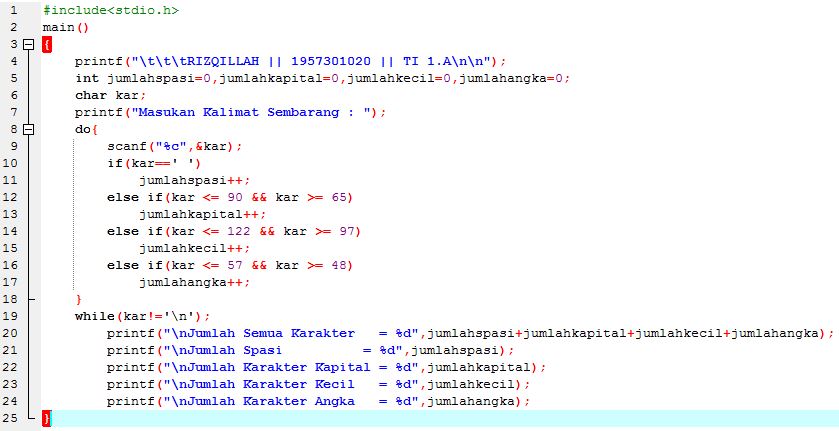 1 #include<stdio.h>
2 main()
3 {
4 printf("\t\t\tRIZQILLAH || 1957301020 || TI 1.A\n\n");
5 int jumlahspasi=0,jumlahkapital=0,jumlahkecil=0,jumlahangka=0;
6 char kar;
7 printf("Masukan Kalimat Sembarang : ");
8 do{
9 scanf("%c",&kar);
10 if(kar==' ')
11 jumlahspasi++;
12 else if(kar <= 90 && kar >= 65)
13 jumlahkapital++;
14 else if(kar <= 122 && kar >= 97)
15 jumlahkecil++;
16 else if(kar <= 57 && kar >= 48)
17 jumlahangka++;
18 }
19 while(kar!='\n');
20 printf("\nJumlah Semua Karakter   = %d",jumlahspasi+jumlahkapital+jumlahkecil+jumlahangka);
21 printf("\nJumlah Spasi          = %d",jumlahspasi);
22 printf("\nJumlah Karakter Kapital = %d",jumlahkapital);
23 printf("\nJumlah Karakter Kecil   = %d",jumlahkecil);
24 printf("\nJumlah Karakter Angka   = %d",jumlahangka);
25 }